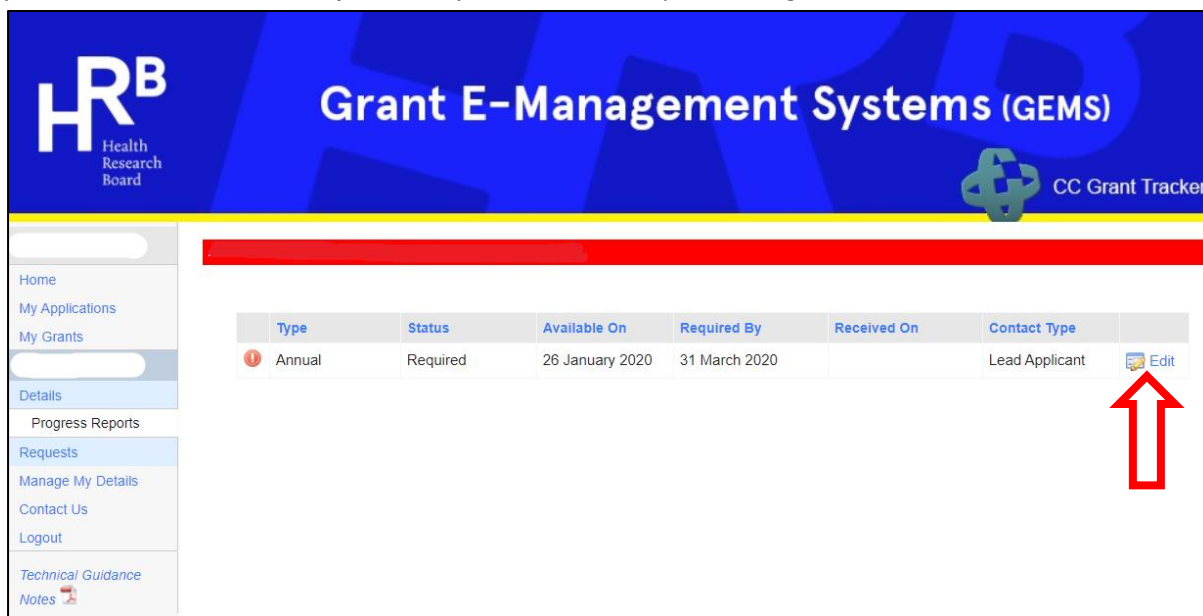 HRB
Health
Research
Board
Grant E-Management Systems (GEMS)
CC Grant Tracker
Home
My Applications
My Grants
Details
Progress Reports
Requests
Manage My Details
Contact Us
Logout
Technical Guidance
Notes
Type Status Available On Required By Received On Contact Type
Annual Required 26 January 2020 31 March 2020 Lead Applicant Edit